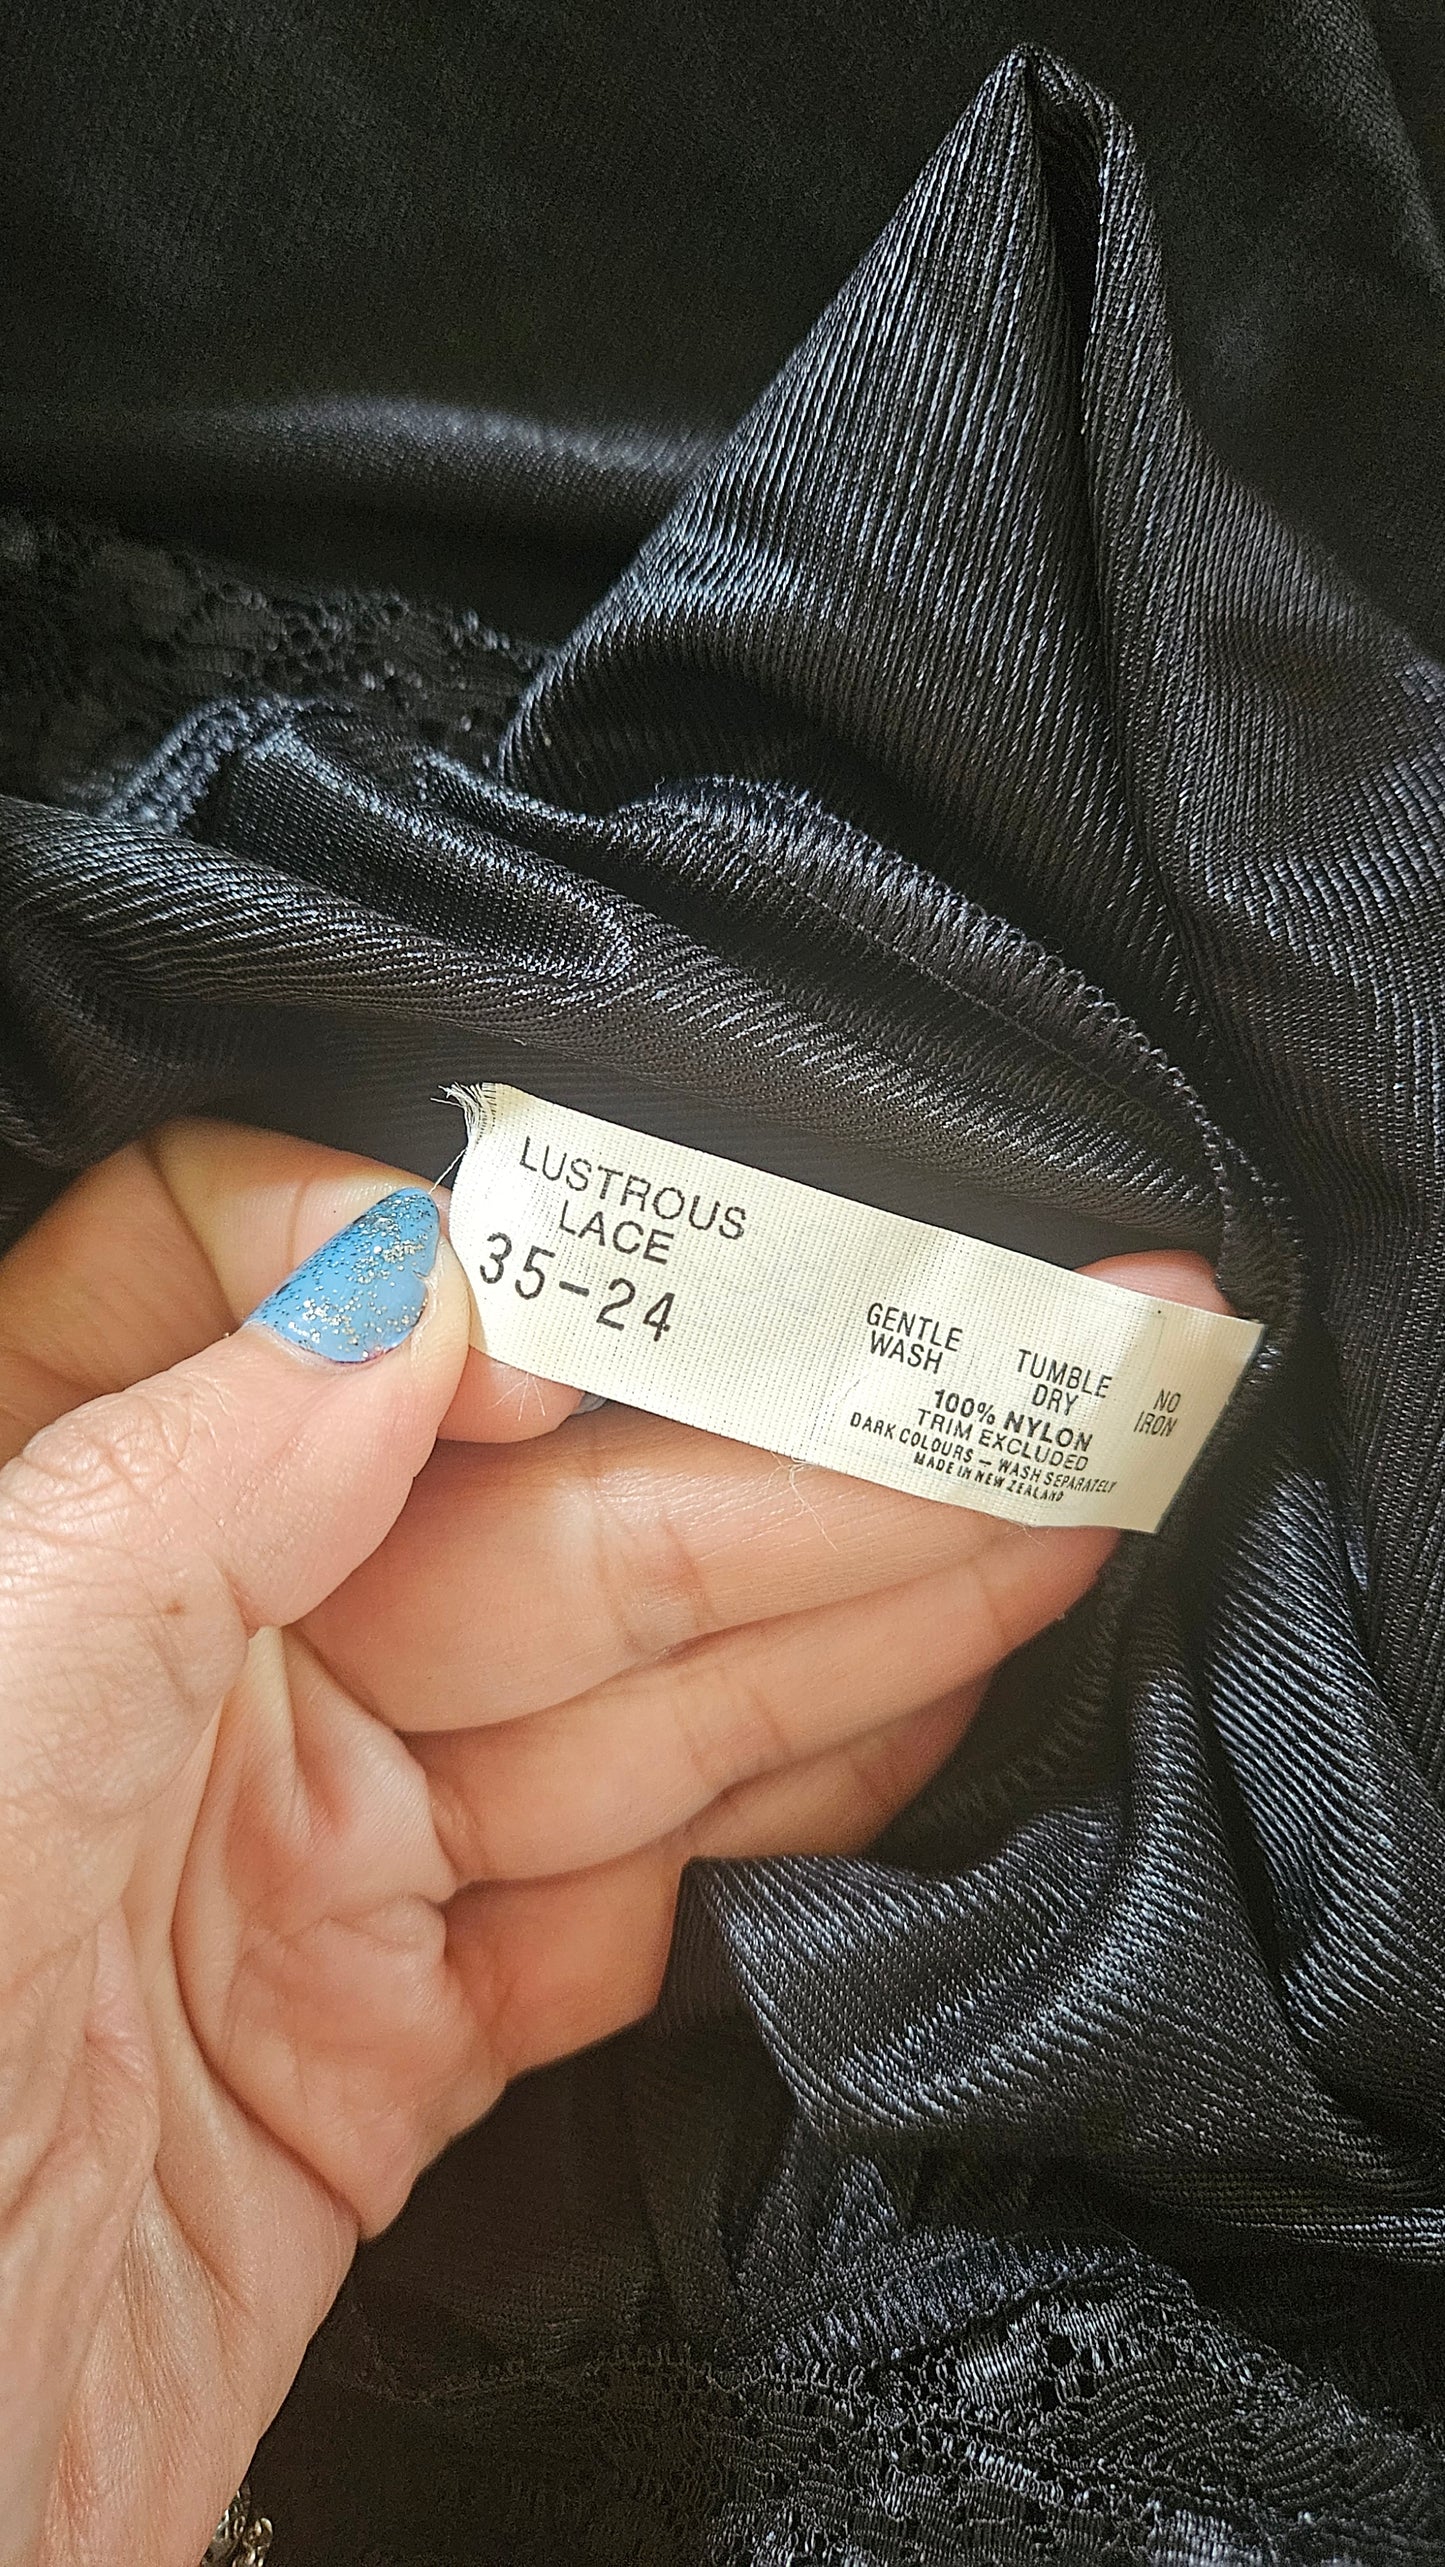 LUSTROUS
LACE
35-24
GENTLE
WASH
TUMBLE
DRY
NO
IRON
100% NYLON
TRIM EXCLUDED
DARK COLOURS — WASH SEPARATELY
MADE IN NEW ZEALAND